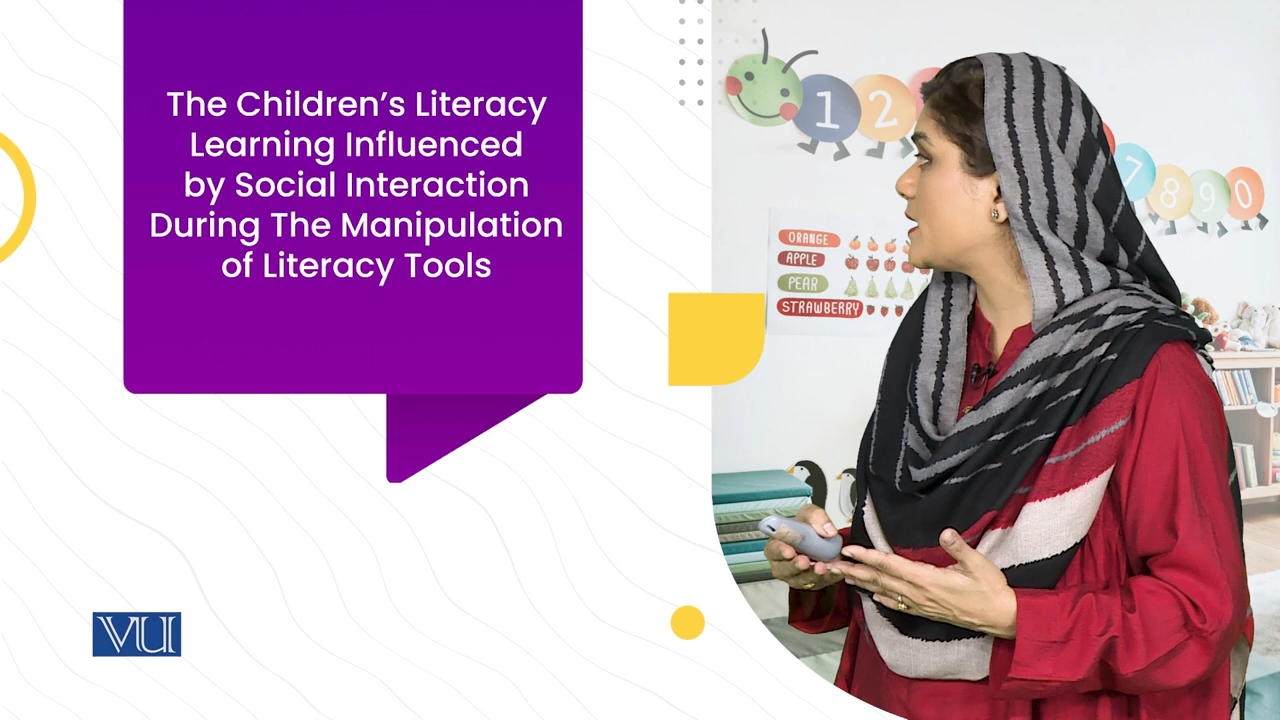 The Children’s Literacy
Learning Influenced
by Social Interaction
During The Manipulation
of Literacy Tools
VU
1 2
7 8 9 0
ORANGE
APPLE
PEAR
STRAWBERRY